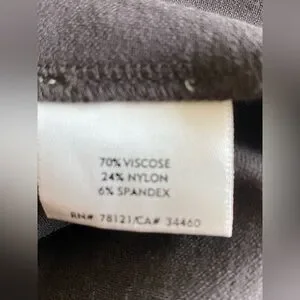 70% VISCOSE
24% NYLON
6% SPANDEX
RN# 78121/CA# 34460